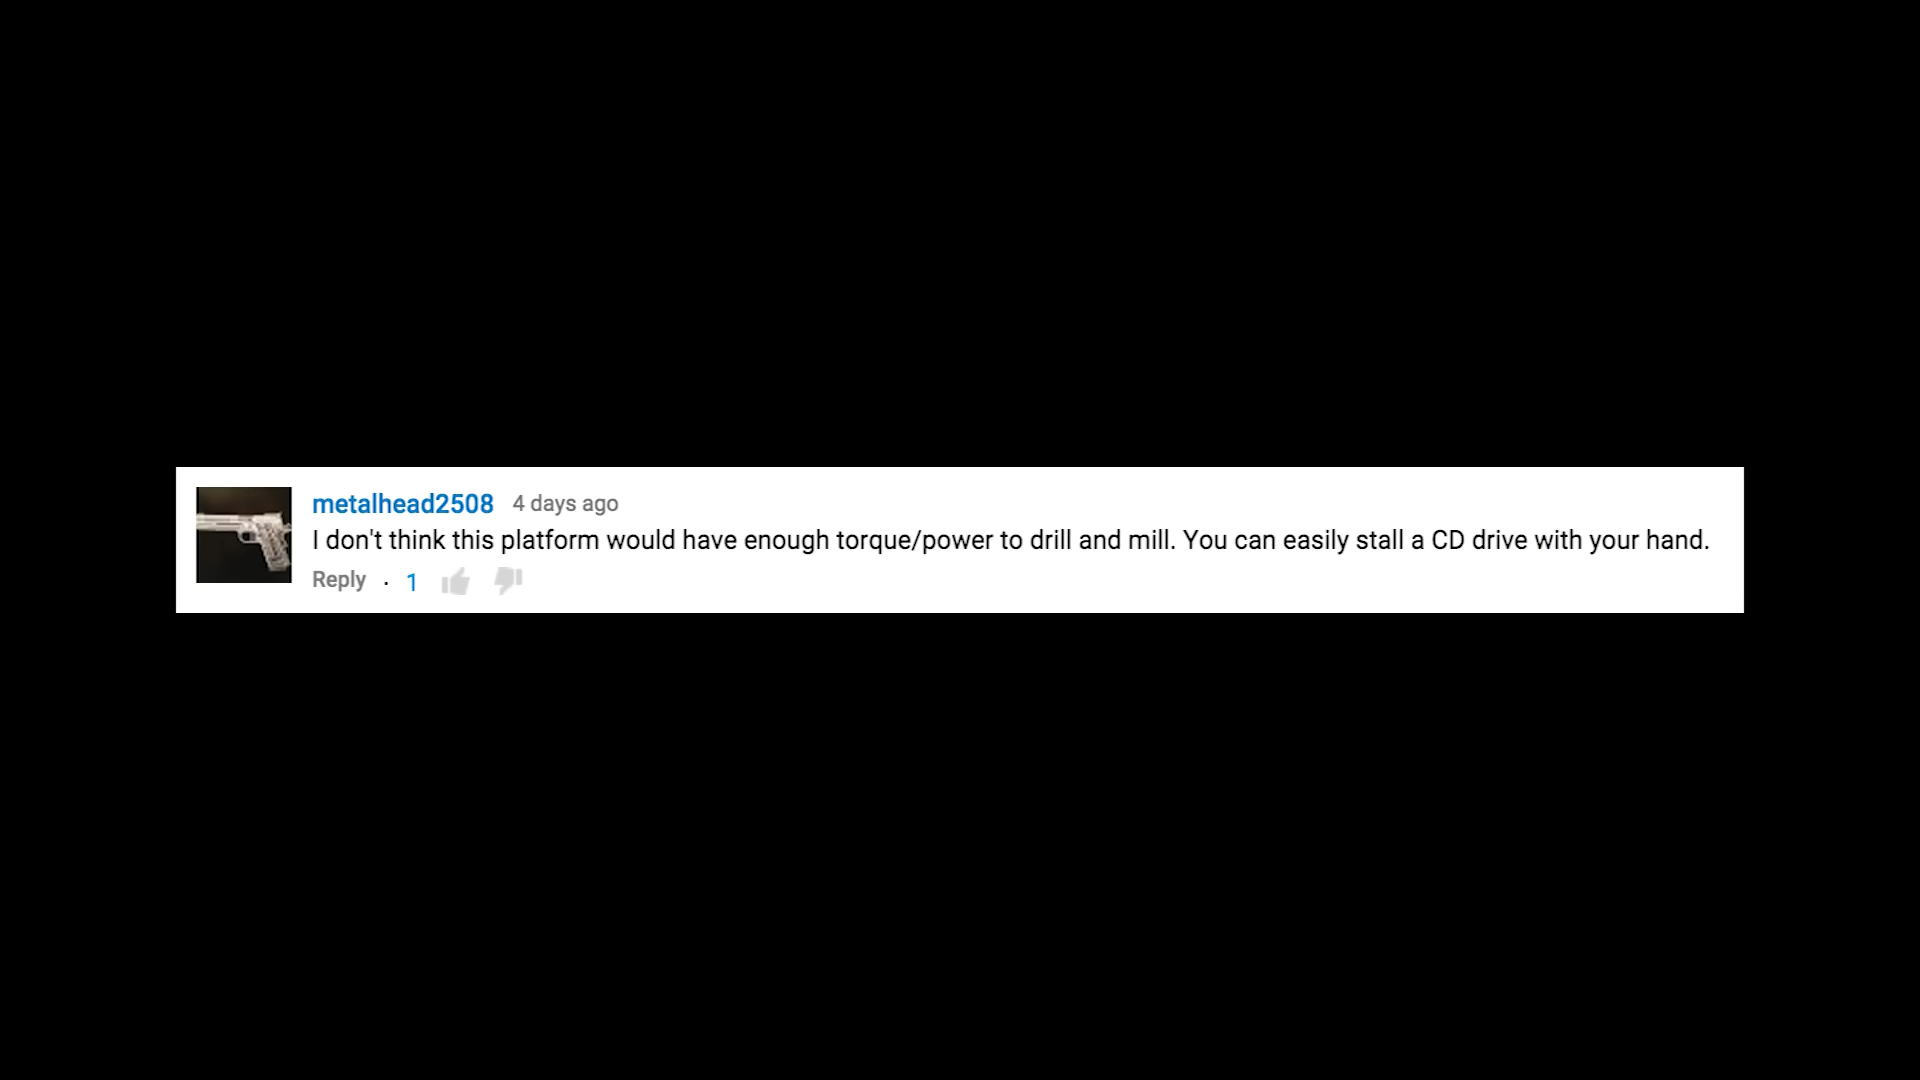 metalhead2508 4 days ago
I don't think this platform would have enough torque/power to drill and mill. You can easily stall a CD drive with your hand.
Reply · 1